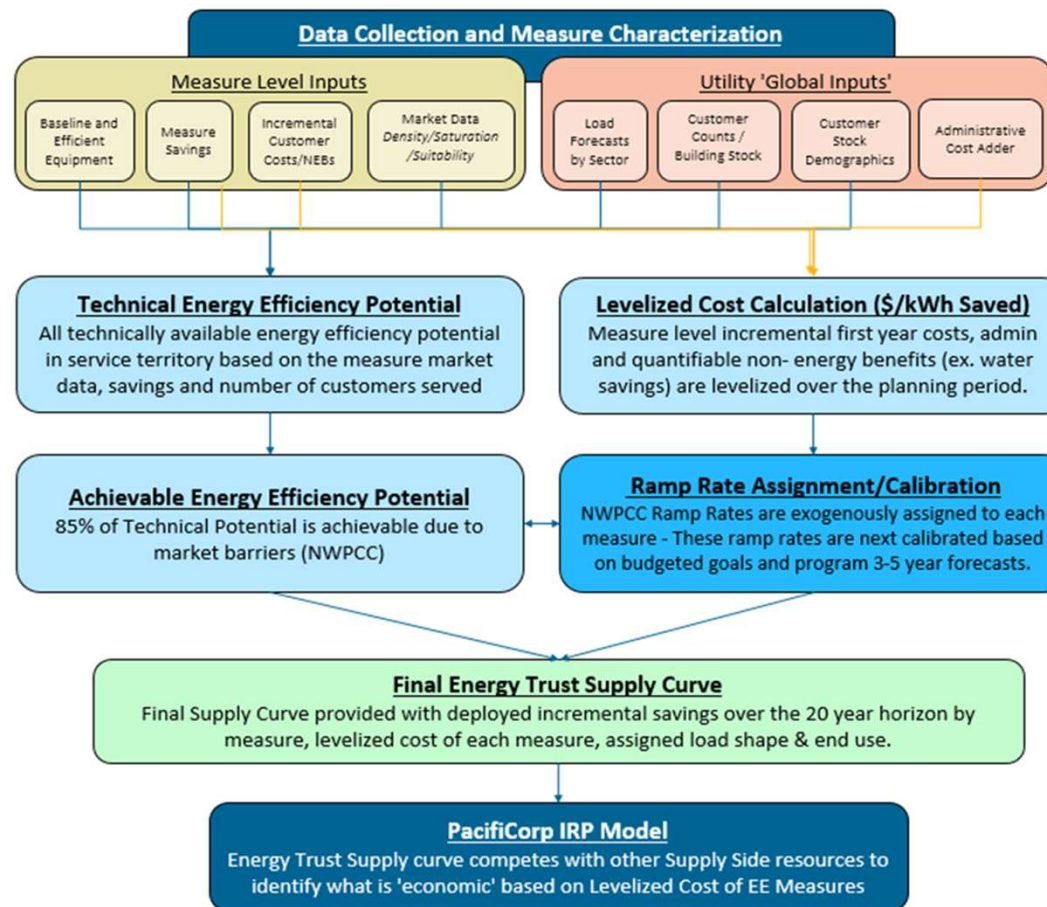 Data Collection and Measure Characterization
Measure Level Inputs
Baseline and
Efficient
Equipment
Measure
Savings
Incremental
Customer
Costs/NEBs
Market Data
Density/Saturation
/Suitability
Utility 'Global Inputs'
Load
Forecasts
by Sector
Customer
Counts /
Building Stock
Customer
Stock
Demographics
Administrative
Cost Adder
Technical Energy Efficiency Potential
All technically available energy efficiency potential
in service territory based on the measure market
data, savings and number of customers served
Levelized Cost Calculation ($/kWh Saved)
Measure level incremental first year costs, admin
and quantifiable non- energy benefits (ex. water
savings) are levelized over the planning period.
Achievable Energy Efficiency Potential
85% of Technical Potential is achievable due to
market barriers (NWPCC)
Ramp Rate Assignment/Calibration
NWPCC Ramp Rates are exogenously assigned to each
measure - These ramp rates are next calibrated based
on budgeted goals and program 3-5 year forecasts.
Final Energy Trust Supply Curve
Final Supply Curve provided with deployed incremental savings over the 20 year horizon by
measure, levelized cost of each measure, assigned load shape & end use.
PacifiCorp IRP Model
Energy Trust Supply curve competes with other Supply Side resources to
identify what is 'economic' based on Levelized Cost of EE Measures